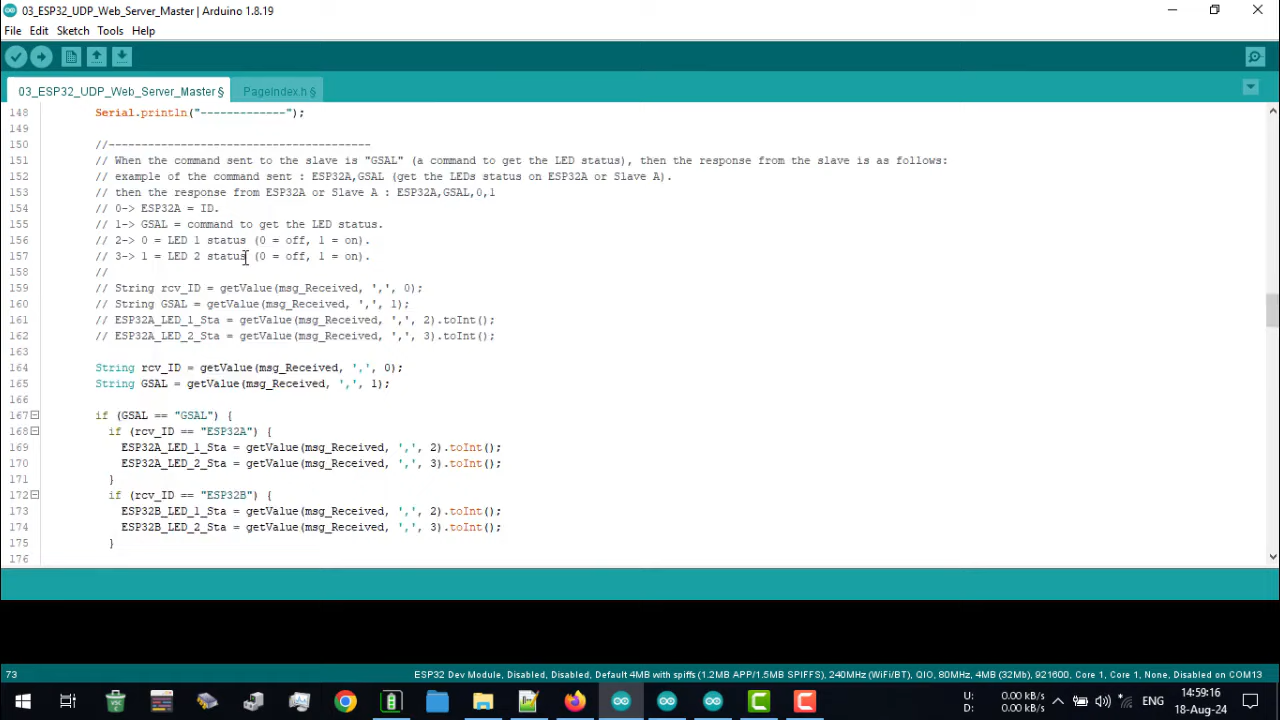 03_ESP32_UDP_Web_Server_Master | Arduino 1.8.19
File Edit Sketch Tools Help
03_ESP32_UDP_Web_Server_Master § PageIndex.h §
148 Serial.println("-------------");
149
150 //----------------------------------------
151 // When the command sent to the slave is "GSAL" (a command to get the LED status), then the response from the slave is as follows:
152 // example of the command sent : ESP32A,GSAL (get the LEDs status on ESP32A or Slave A).
153 // then the response from ESP32A or Slave A : ESP32A,GSAL,0,1
154 // 0-> ESP32A = ID.
155 // 1-> GSAL = command to get the LED status.
156 // 2-> 0 = LED 1 status (0 = off, 1 = on).
157 // 3-> 1 = LED 2 status (0 = off, 1 = on).
158 //
159 // String rcv_ID = getValue(msg_Received, ',', 0);
160 // String GSAL = getValue(msg_Received, ',', 1);
161 // ESP32A_LED_1_Sta = getValue(msg_Received, ',', 2).toInt();
162 // ESP32A_LED_2_Sta = getValue(msg_Received, ',', 3).toInt();
163
164 String rcv_ID = getValue(msg_Received, ',', 0);
165 String GSAL = getValue(msg_Received, ',', 1);
166
167 if (GSAL == "GSAL") {
168 if (rcv_ID == "ESP32A") {
169 ESP32A_LED_1_Sta = getValue(msg_Received, ',', 2).toInt();
170 ESP32A_LED_2_Sta = getValue(msg_Received, ',', 3).toInt();
171 }
172 if (rcv_ID == "ESP32B") {
173 ESP32B_LED_1_Sta = getValue(msg_Received, ',', 2).toInt();
174 ESP32B_LED_2_Sta = getValue(msg_Received, ',', 3).toInt();
175 }
176
73 ESP32 Dev Module, Disabled, Disabled, Default 4MB with spiffs (1.2MB APP/1.5MB SPIFFS), 240MHz (WiFi/BT), QIO, 80MHz, 4MB (32Mb), 921600, Core 1, Core 1, None, Disabled on COM13
U: 0.00 kB/s
D: 0.00 kB/s
ENG
14:59:16
18-Aug-24